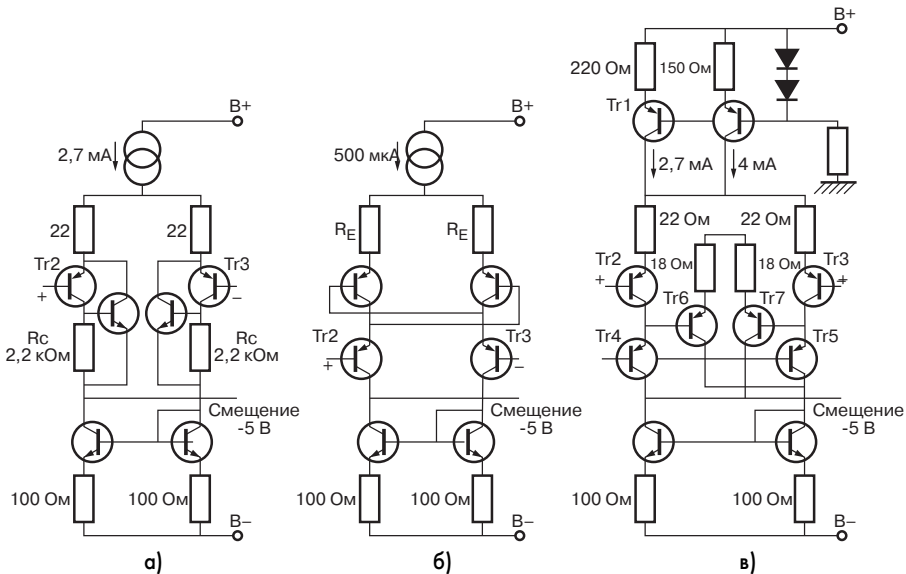 B+
2,7 мА
22
22
Tr2
Tr3
+
–
Rc
2,2 кОм
Rc
2,2 кОм
Смещение
-5 В
100 Ом
100 Ом
B–
а)
B+
500 мкА
RE
RE
Tr2
Tr3
+
–
Смещение
-5 В
100 Ом
100 Ом
B–
б)
B+
220 Ом
150 Ом
Tr1
2,7 мА
4 мА
22 Ом
22 Ом
Tr2
Tr3
18 Ом
18 Ом
+
+
Tr6
Tr7
Tr4
Tr5
Смещение
-5 В
100 Ом
100 Ом
B–
в)